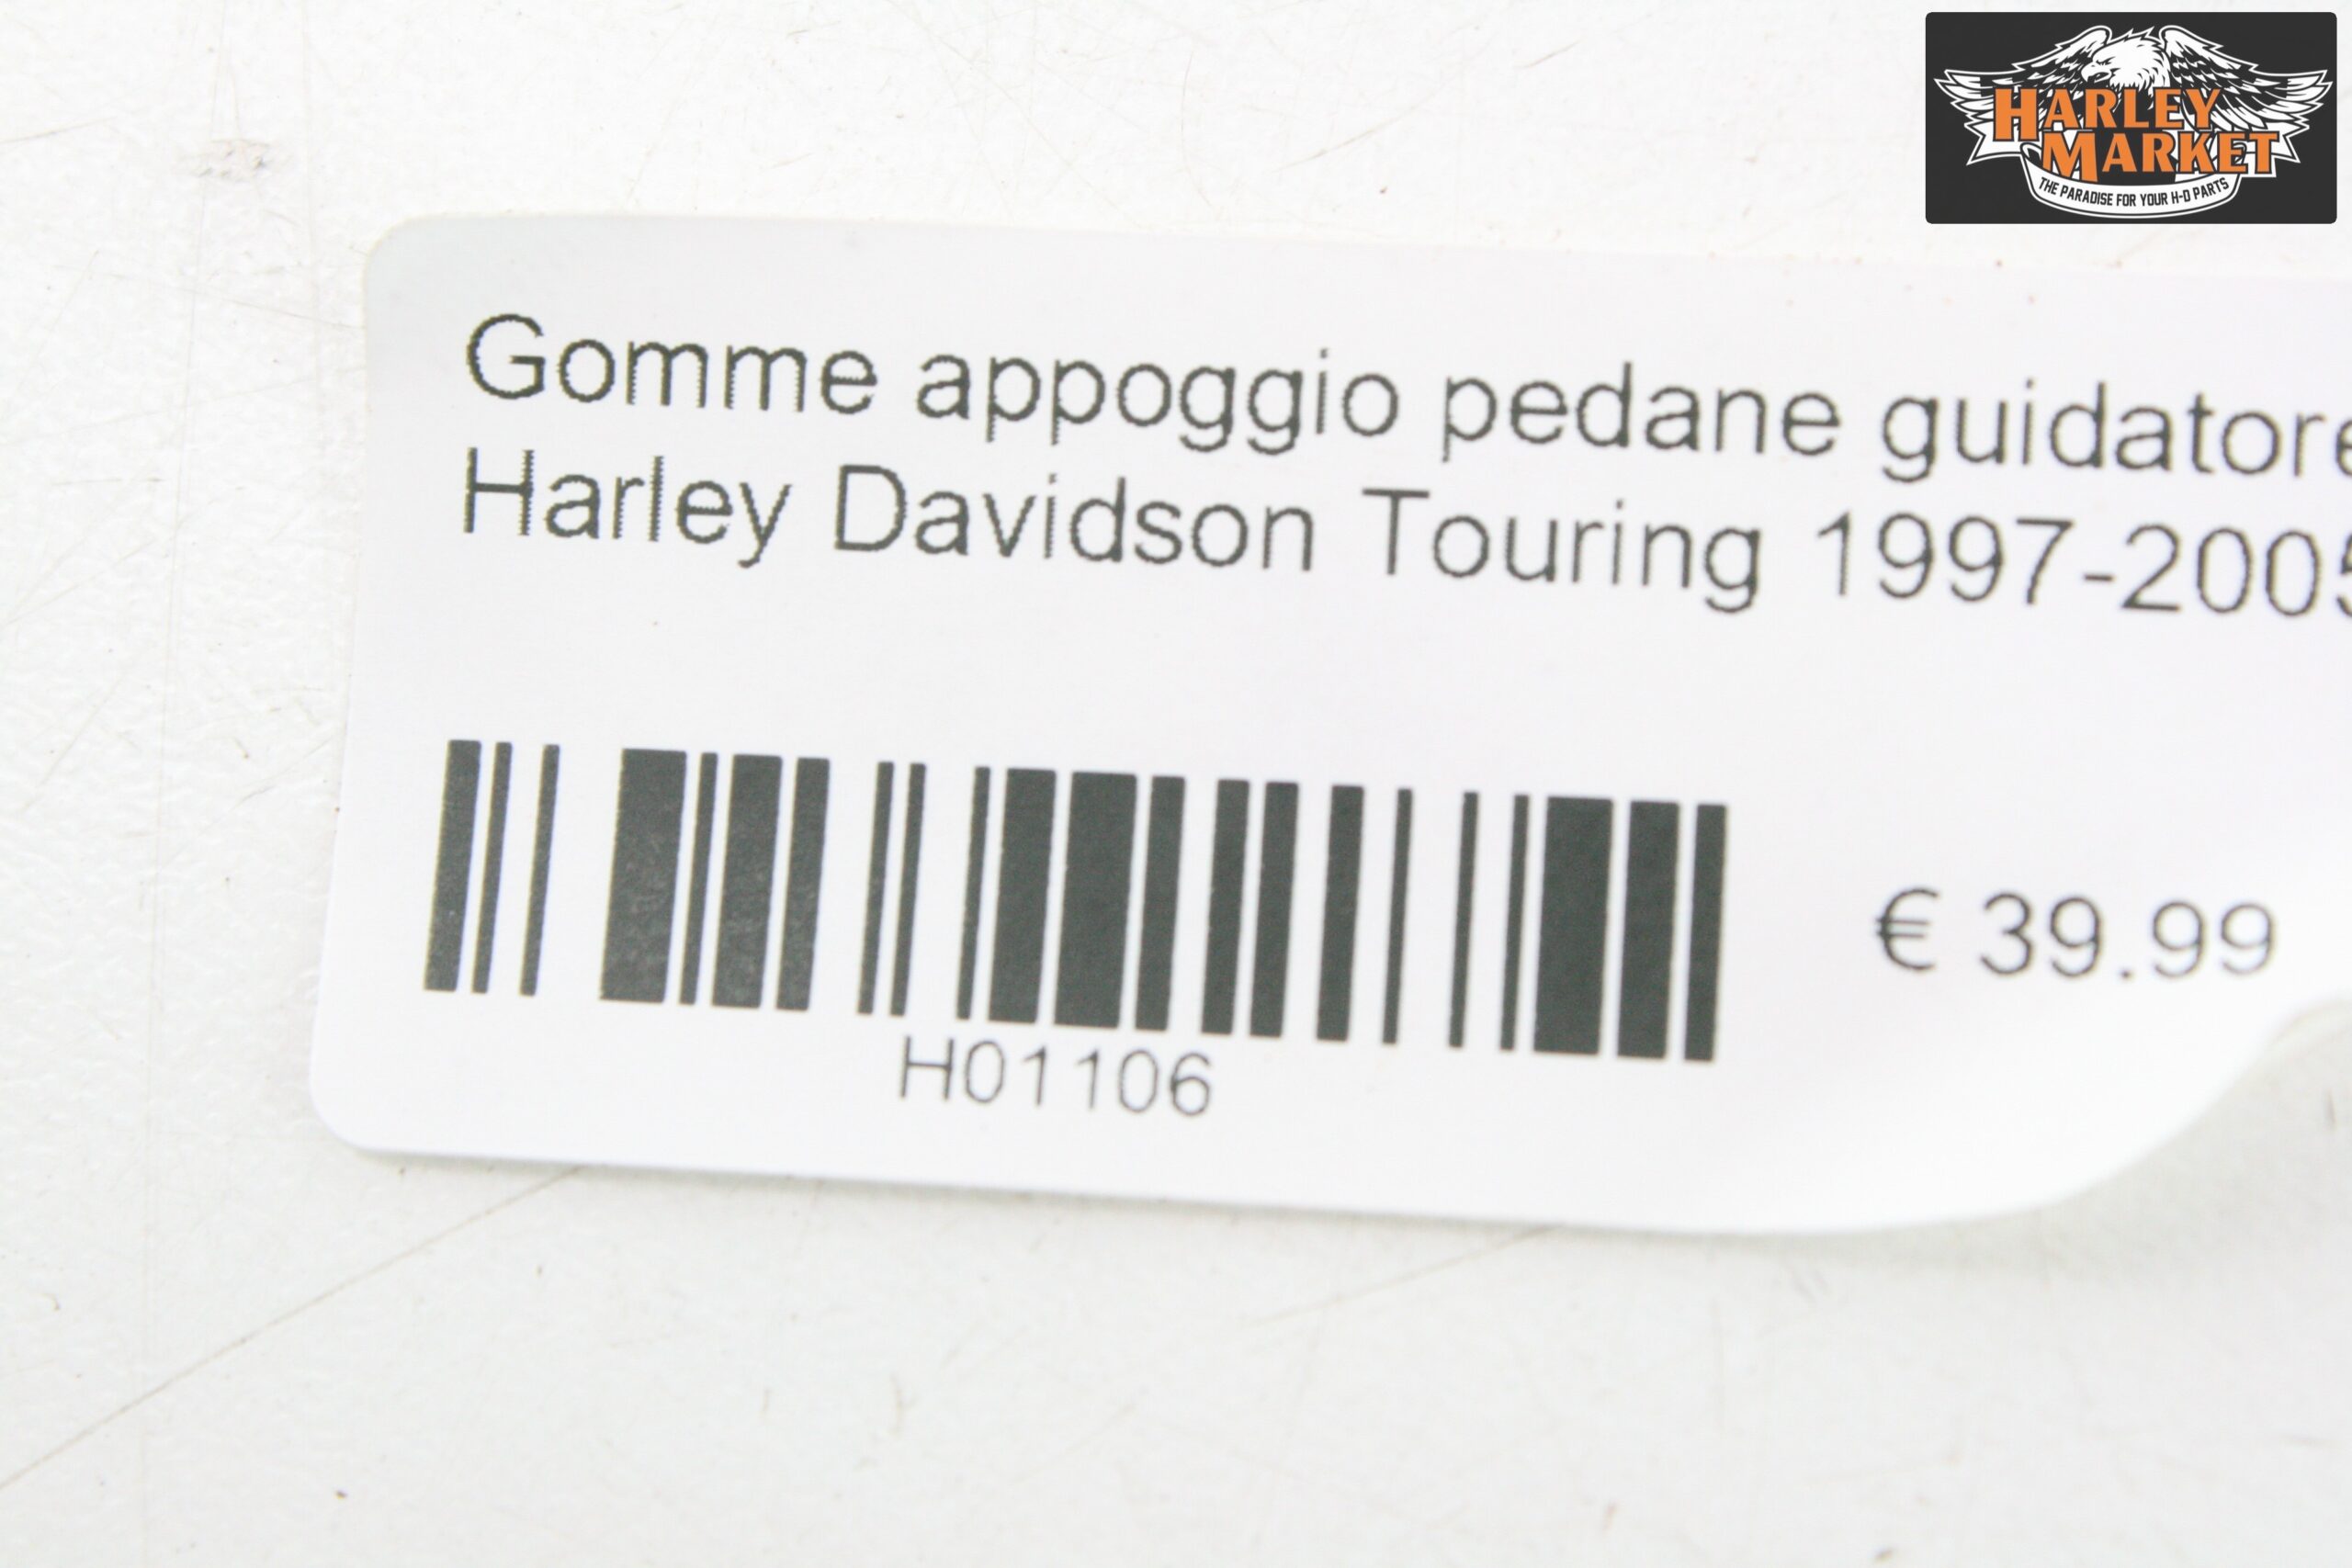 HARLEY
MARKET
THE PARADISE FOR YOUR H-D PARTS
Gomme appoggio pedane guidatore
Harley Davidson Touring 1997-2005
H01106
€ 39.99